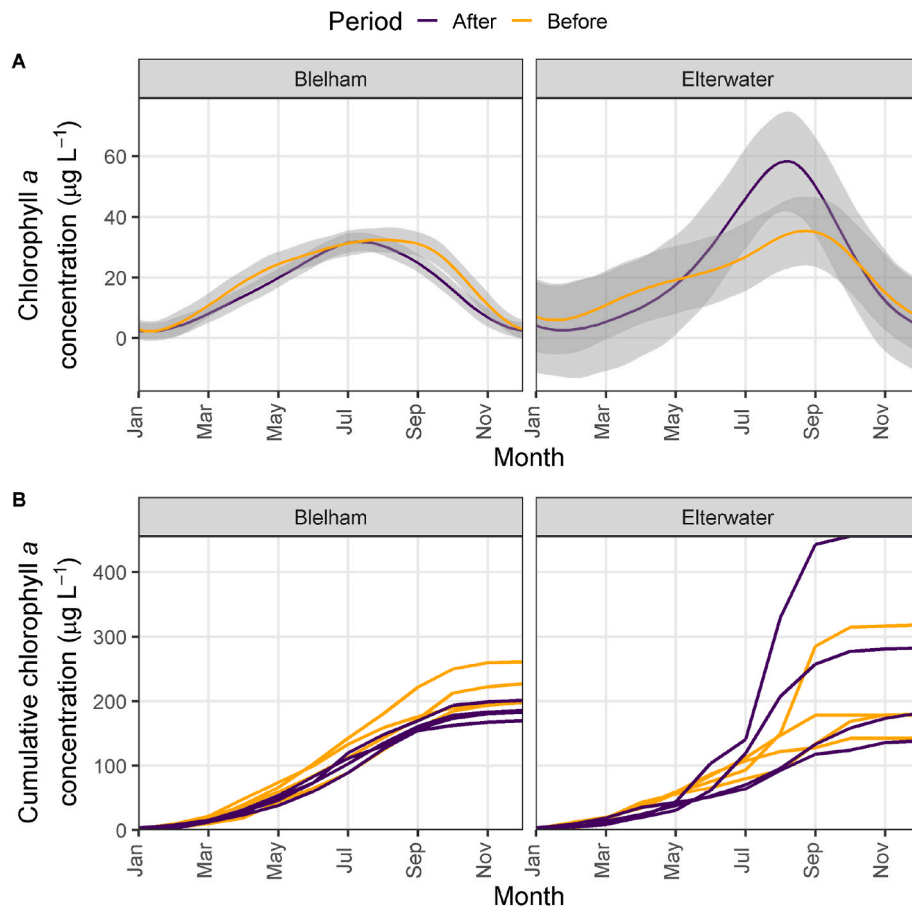 Period After Before
A
Blelham Elterwater
Chlorophyll a
concentration (µg L⁻¹)
60
40
20
0
Jan Mar May Jul Sep Nov Jan Mar May Jul Sep Nov
Month
B
Blelham Elterwater
Cumulative chlorophyll a
concentration (µg L⁻¹)
400
300
200
100
0
Jan Mar May Jul Sep Nov Jan Mar May Jul Sep Nov
Month